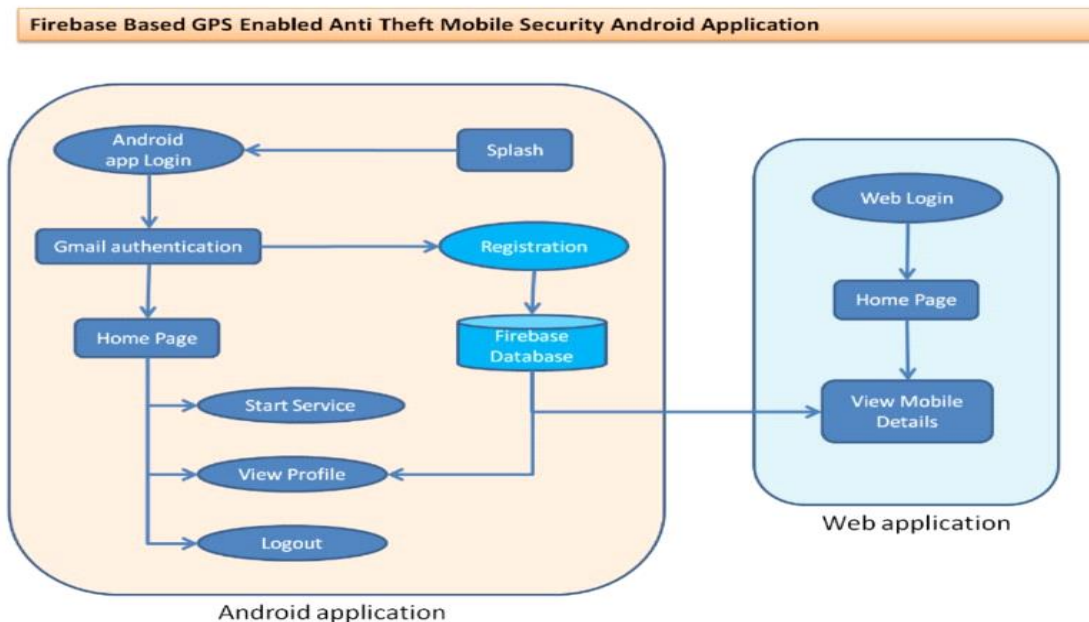 Firebase Based GPS Enabled Anti Theft Mobile Security Android Application
Android
app Login
Splash
Gmail authentication
Registration
Home Page
Firebase
Database
Start Service
View Profile
Logout
Android application
Web Login
Home Page
View Mobile
Details
Web application